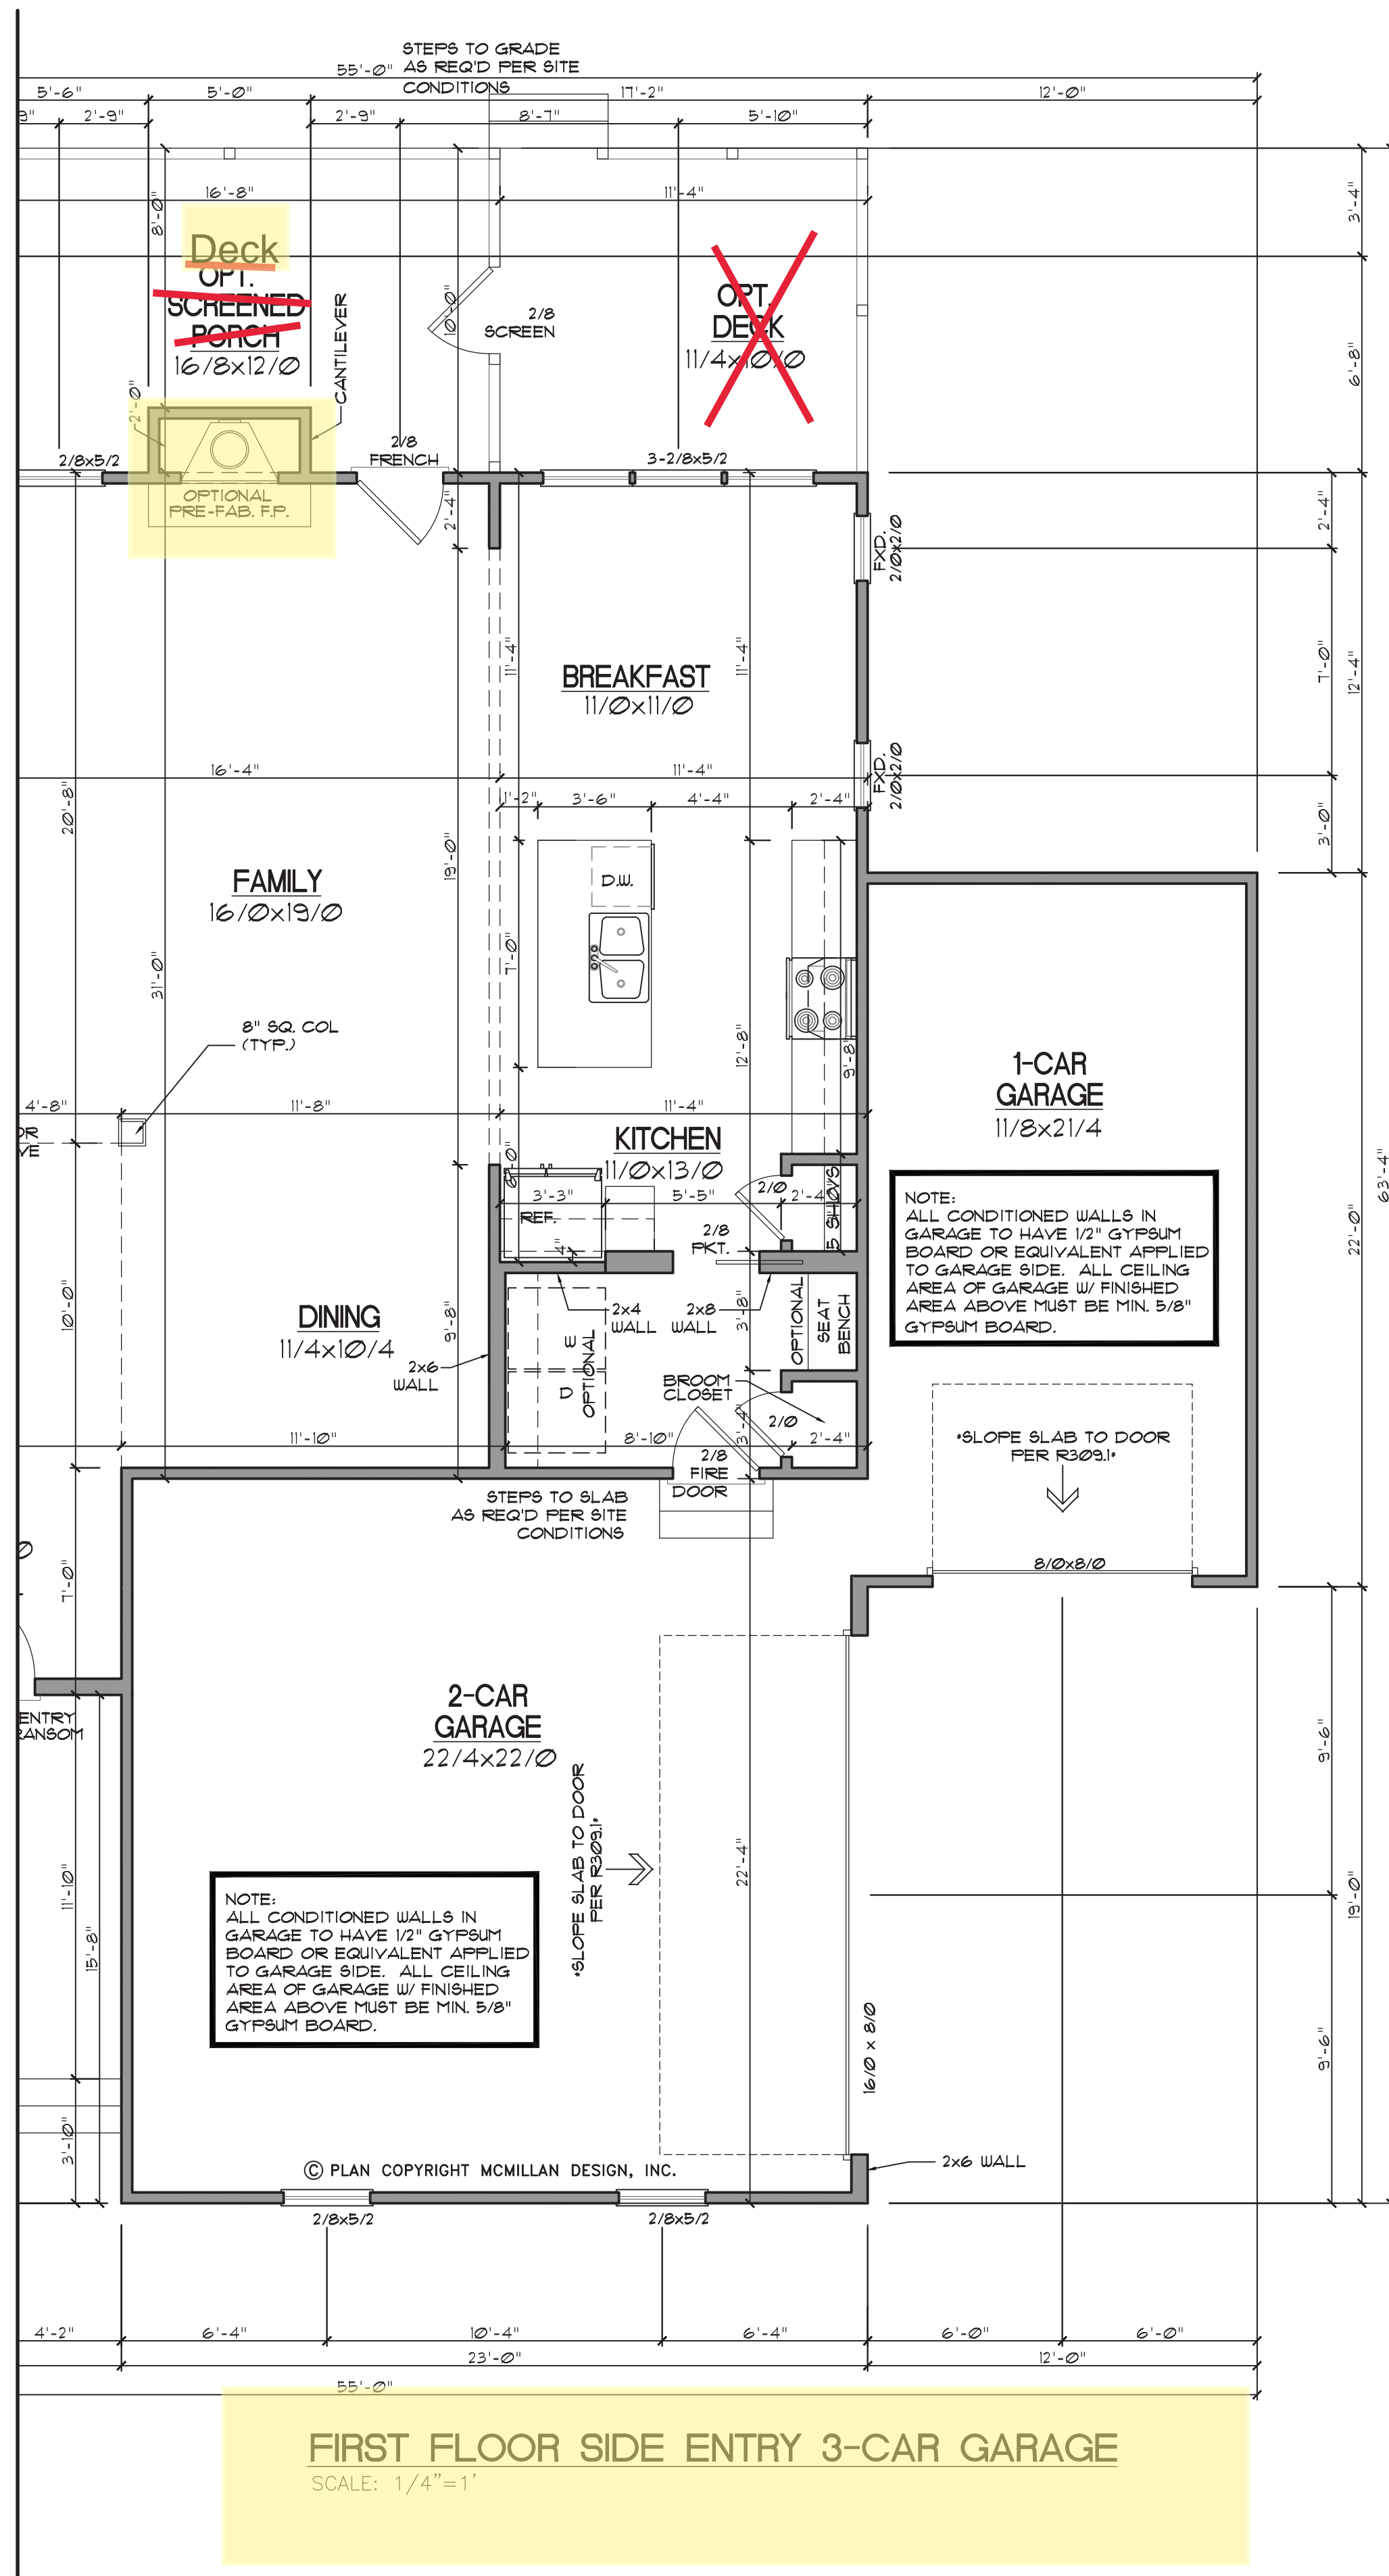 STEPS TO GRADE
AS REQ'D PER SITE
CONDITIONS
55'-0"
5'-6"
5'-0"
17'-2"
12'-0"
9"
2'-9"
2'-9"
8'-7"
5'-10"
16'-8"
11'-4"
8'-0"
3'-4"
Deck
OPT.
SCREENED
PORCH
16/8x12/0
CANTILEVER
10'-0"
2/8
SCREEN
OPT.
DECK
11/4x10/0
6'-8"
2'-0"
2/8x5/2
OPTIONAL
PRE-FAB. F.P.
2/8
FRENCH
3-2/8x5/2
2'-4"
FXD.
2/0x2/0
2'-4"
11'-4"
11'-4"
BREAKFAST
11/0x11/0
7'-0"
12'-4"
16'-4"
11'-4"
FXD.
2/0x2/0
1'-2"
3'-6"
4'-4"
2'-4"
20'-8"
19'-0"
3'-0"
FAMILY
16/0x19/0
D.W.
31'-0"
7'-0"
8" SQ. COL
(TYP.)
12'-8"
9'-8"
1-CAR
GARAGE
11/8x21/4
4'-8"
11'-8"
11'-4"
KITCHEN
11/0x13/0
6'-0"
3'-3"
5'-5"
2/0
2'-4"
5 SHLVS
REF.
4"
2/8
PKT.
63'-4"
22'-0"
NOTE:
ALL CONDITIONED WALLS IN
GARAGE TO HAVE 1/2" GYPSUM
BOARD OR EQUIVALENT APPLIED
TO GARAGE SIDE. ALL CEILING
AREA OF GARAGE W/ FINISHED
AREA ABOVE MUST BE MIN. 5/8"
GYPSUM BOARD.
10'-0"
DINING
11/4x10/4
9'-8"
2x6
WALL
2x4
WALL
2x8
WALL
3'-8"
OPTIONAL
SEAT
BENCH
D
OPTIONAL
BROOM
CLOSET
3'-4"
2/0
*SLOPE SLAB TO DOOR
PER R309.1*
11'-10"
8'-10"
2'-4"
2/8
FIRE
DOOR
STEPS TO SLAB
AS REQ'D PER SITE
CONDITIONS
8/0x8/0
7'-0"
ENTRY
2-CAR
GARAGE
22/4x22/0
*SLOPE SLAB TO DOOR
PER R309.1*
22'-4"
9'-6"
11'-10"
15'-8"
19'-0"
NOTE:
ALL CONDITIONED WALLS IN
GARAGE TO HAVE 1/2" GYPSUM
BOARD OR EQUIVALENT APPLIED
TO GARAGE SIDE. ALL CEILING
AREA OF GARAGE W/ FINISHED
AREA ABOVE MUST BE MIN. 5/8"
GYPSUM BOARD.
16/0 x 8/0
9'-6"
3'-10"
© PLAN COPYRIGHT MCMILLAN DESIGN, INC.
2x6 WALL
2/8x5/2
2/8x5/2
4'-2"
6'-4"
10'-4"
6'-4"
6'-0"
6'-0"
23'-0"
12'-0"
55'-0"
FIRST FLOOR SIDE ENTRY 3-CAR GARAGE
SCALE: 1/4"=1'